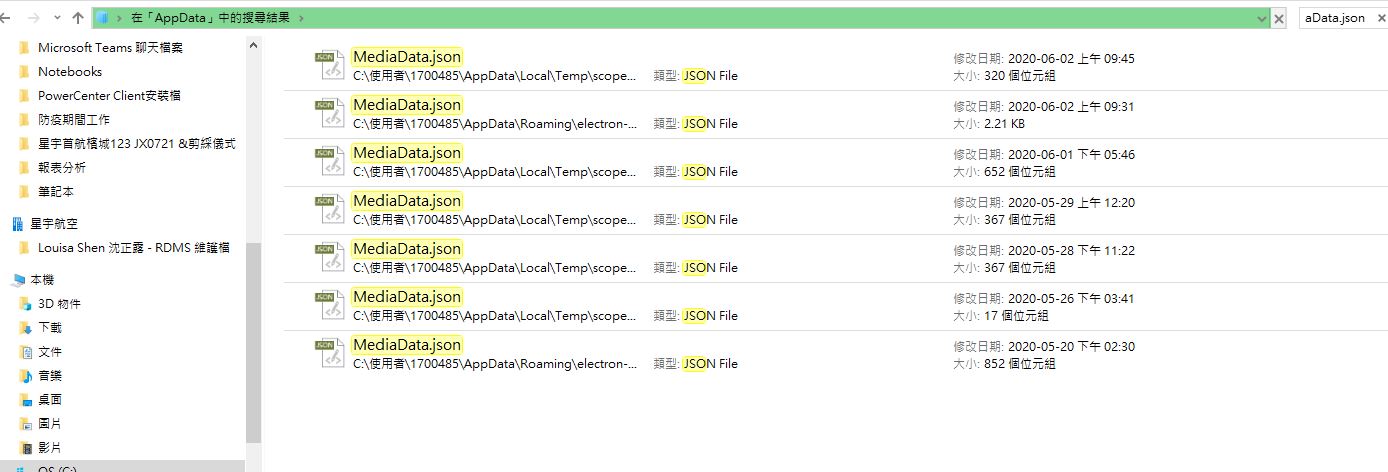 在「AppData」中的搜尋結果
aData.json
Microsoft Teams 聊天檔案
Notebooks
PowerCenter Client安裝檔
防疫期間工作
星宇首航檳城123 JX0721 &剪綵儀式
報表分析
筆記本
星宇航空
Louisa Shen 沈正露 - RDMS 維護檔
本機
3D 物件
下載
文件
音樂
桌面
圖片
影片
OS (C:)
JSON
MediaData.json
修改日期: 2020-06-02 上午 09:45
C:\使用者\1700485\AppData\Local\Temp\scope... 類型: JSON File
大小: 320 個位元組
JSON
MediaData.json
修改日期: 2020-06-02 上午 09:31
C:\使用者\1700485\AppData\Roaming\electron-... 類型: JSON File
大小: 2.21 KB
JSON
MediaData.json
修改日期: 2020-06-01 下午 05:46
C:\使用者\1700485\AppData\Local\Temp\scope... 類型: JSON File
大小: 652 個位元組
JSON
MediaData.json
修改日期: 2020-05-29 上午 12:20
C:\使用者\1700485\AppData\Local\Temp\scope... 類型: JSON File
大小: 367 個位元組
JSON
MediaData.json
修改日期: 2020-05-28 下午 11:22
C:\使用者\1700485\AppData\Local\Temp\scope... 類型: JSON File
大小: 367 個位元組
JSON
MediaData.json
修改日期: 2020-05-26 下午 03:41
C:\使用者\1700485\AppData\Local\Temp\scope... 類型: JSON File
大小: 17 個位元組
JSON
MediaData.json
修改日期: 2020-05-20 下午 02:30
C:\使用者\1700485\AppData\Roaming\electron-... 類型: JSON File
大小: 852 個位元組